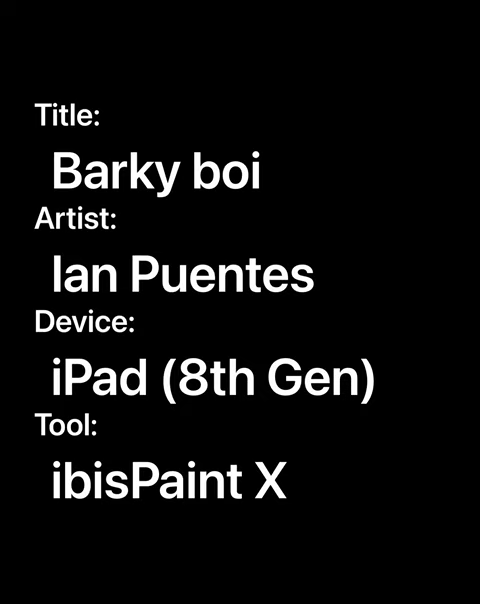 Title:
Barky boi
Artist:
Ian Puentes
Device:
iPad (8th Gen)
Tool:
ibisPaint X